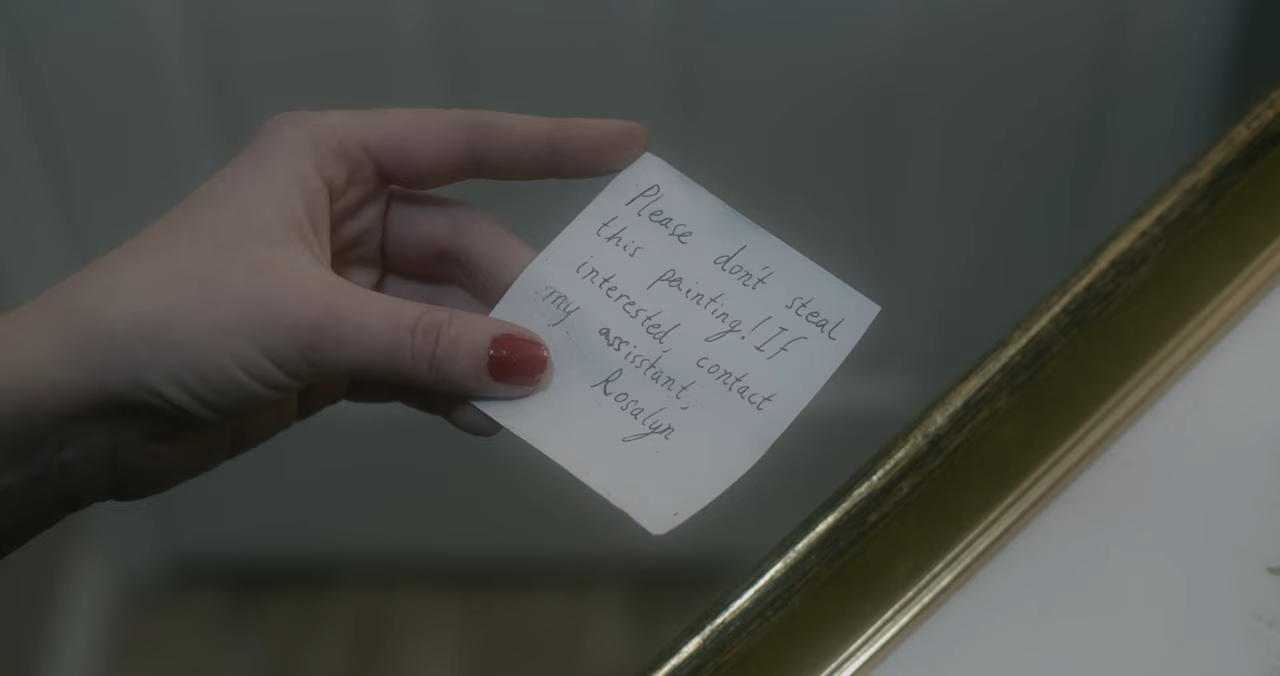 Please don't steal
this painting! If
interested, contact
my assistant,
Rosalyn